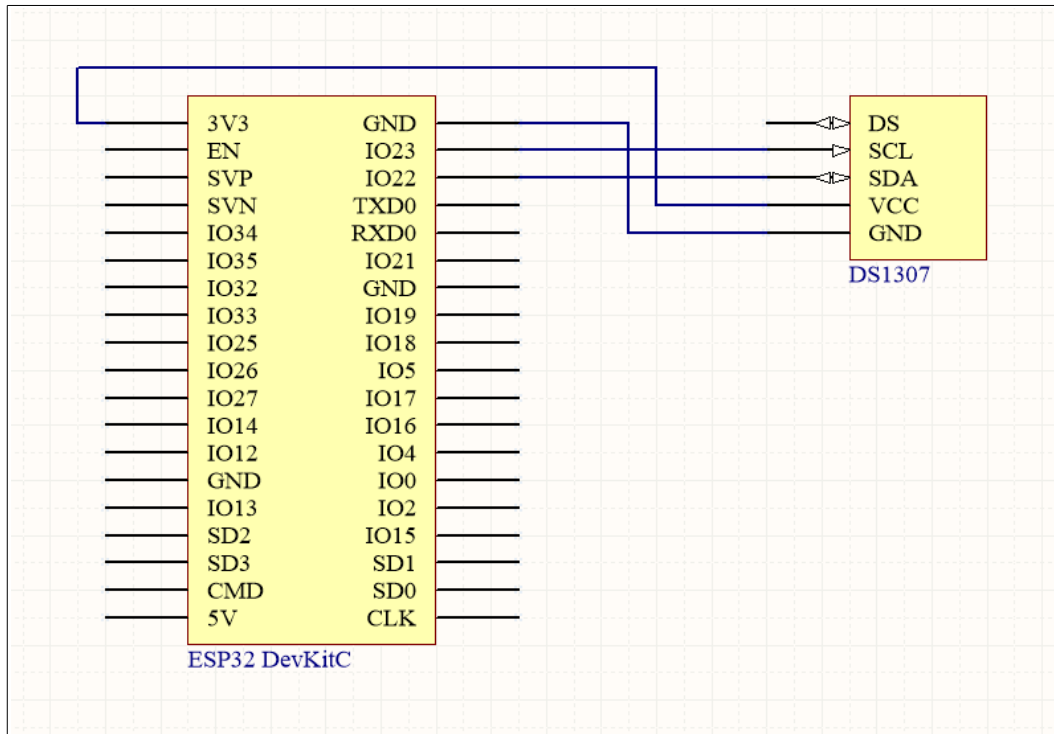 3V3 GND
EN IO23
SVP IO22
SVN TXD0
IO34 RXD0
IO35 IO21
IO32 GND
IO33 IO19
IO25 IO18
IO26 IO5
IO27 IO17
IO14 IO16
IO12 IO4
GND IO0
IO13 IO2
SD2 IO15
SD3 SD1
CMD SD0
5V CLK
ESP32 DevKitC
DS
SCL
SDA
VCC
GND
DS1307